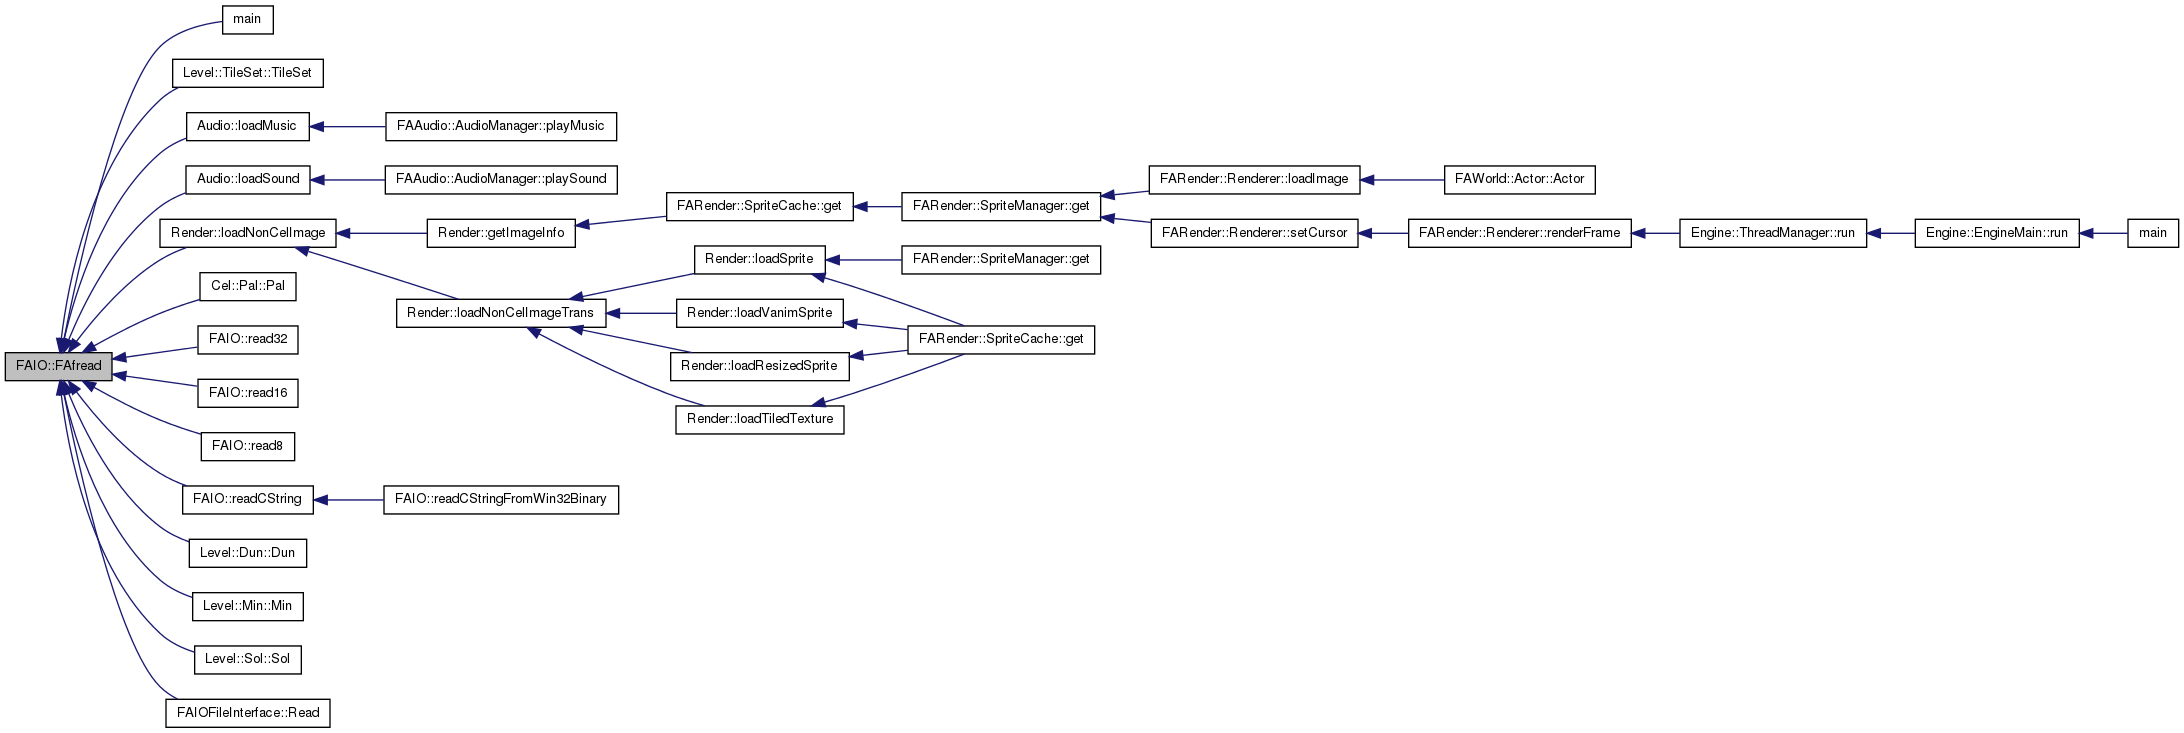 main
Level::TileSet::TileSet
Audio::loadMusic
FAAudio::AudioManager::playMusic
Audio::loadSound
FAAudio::AudioManager::playSound
FARender::Renderer::loadImage
FAWorld::Actor::Actor
FARender::SpriteCache::get
FARender::SpriteManager::get
Render::loadNonCelImage
Render::getImageInfo
FARender::Renderer::setCursor
FARender::Renderer::renderFrame
Engine::ThreadManager::run
Engine::EngineMain::run
main
Render::loadSprite
FARender::SpriteManager::get
Cel::Pal::Pal
Render::loadNonCelImageTrans
Render::loadVanimSprite
FAIO::read32
FARender::SpriteCache::get
FAIO::FAfread
Render::loadResizedSprite
FAIO::read16
Render::loadTiledTexture
FAIO::read8
FAIO::readCString
FAIO::readCStringFromWin32Binary
Level::Dun::Dun
Level::Min::Min
Level::Sol::Sol
FAIOFileInterface::Read